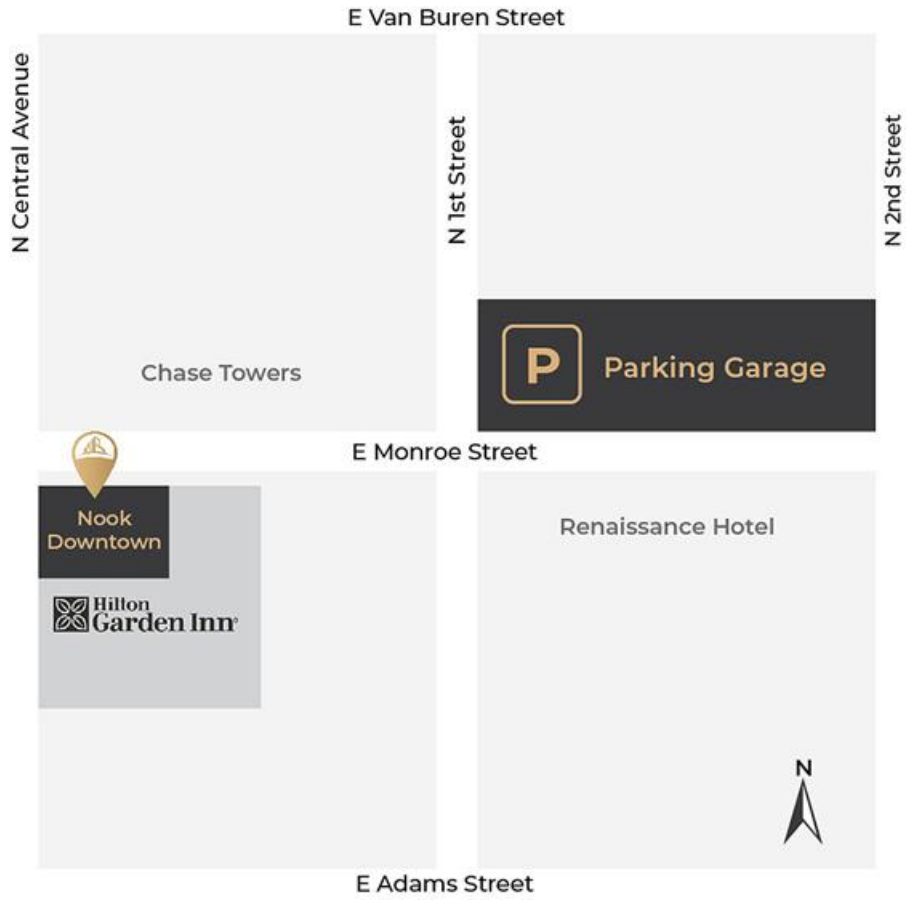 E Van Buren Street
N Central Avenue
N 1st Street
N 2nd Street
P
Parking Garage
Chase Towers
E Monroe Street
Nook
Downtown
Renaissance Hotel
Hilton
Garden Inn
N
E Adams Street